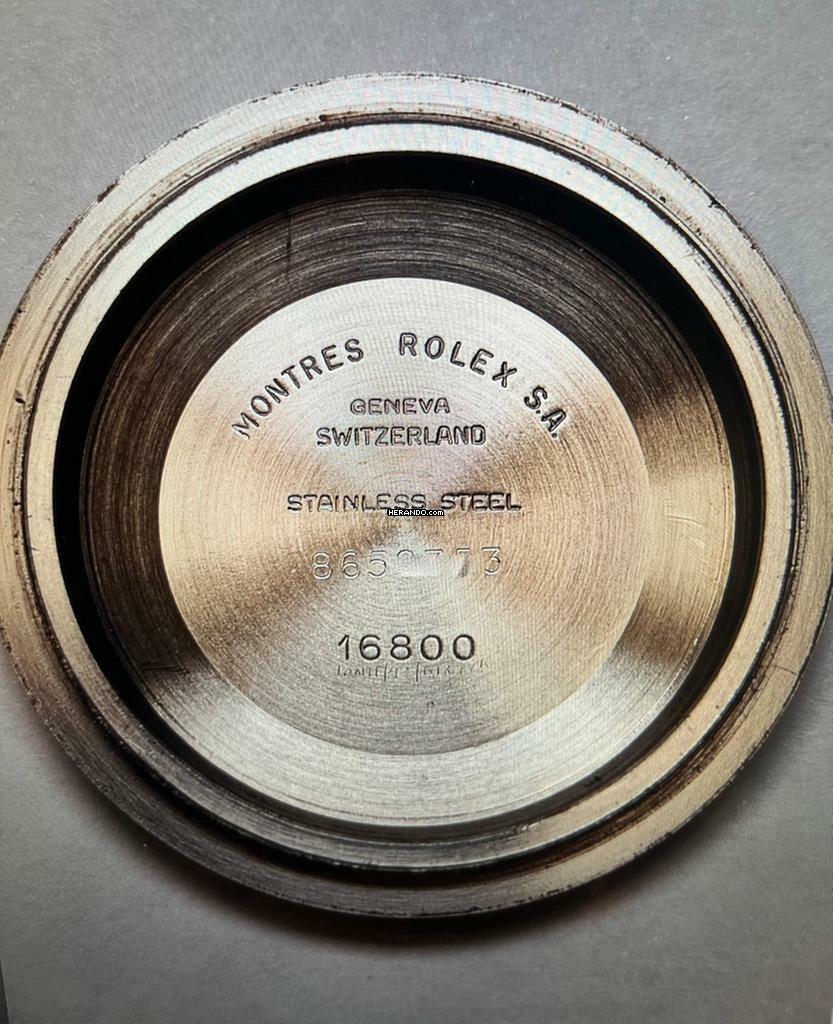 MONTRES ROLEX S.A.
GENEVA
SWITZERLAND
STAINLESS STEEL
HERANDO.com
16800